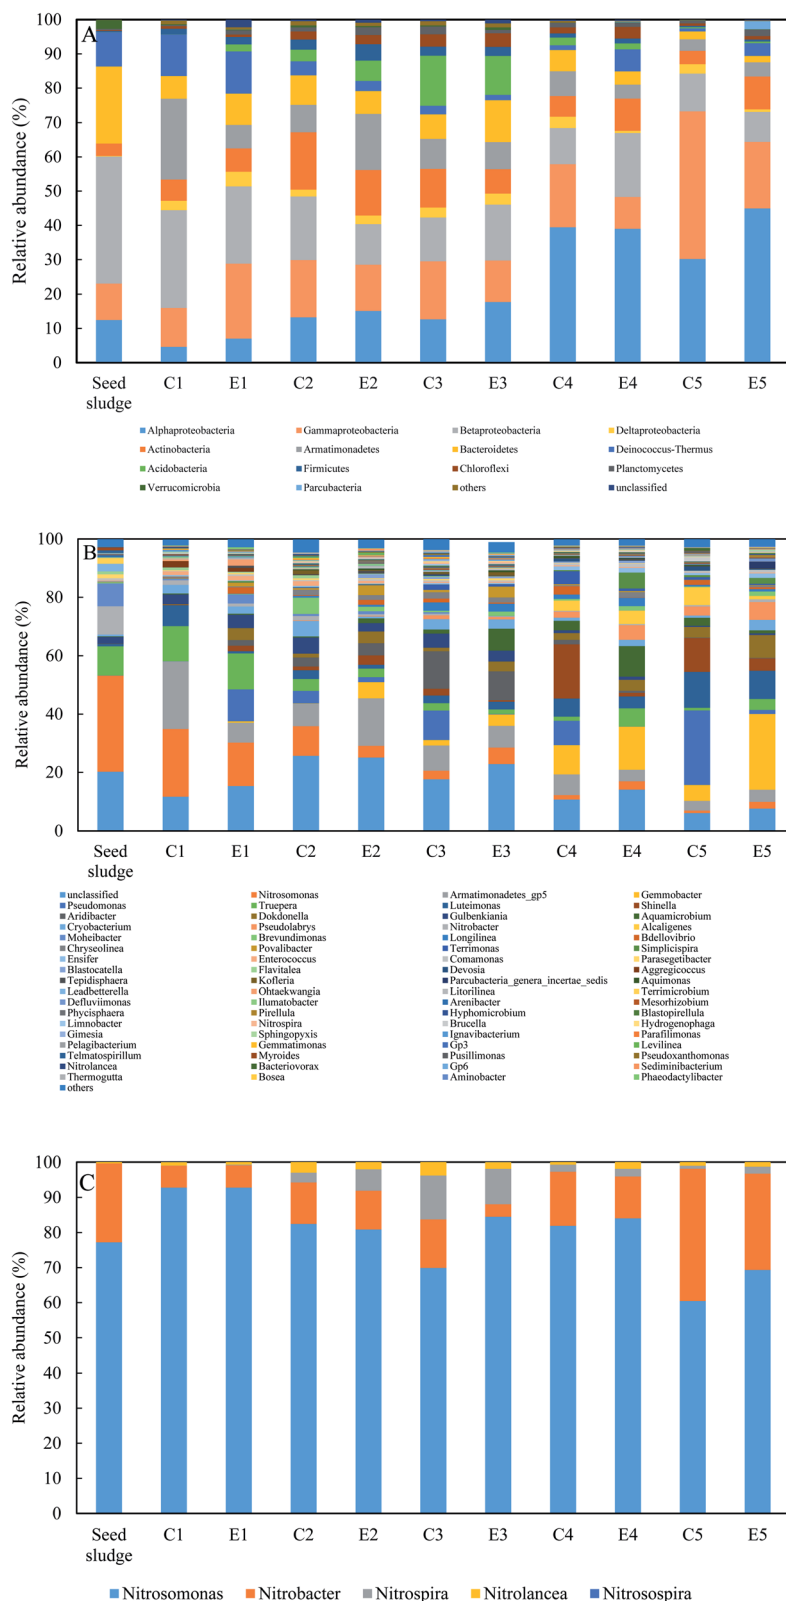 A
Relative abundance (%)
100
90
80
70
60
50
40
30
20
10
0
Seed sludge C1 E1 C2 E2 C3 E3 C4 E4 C5 E5
Alphaproteobacteria Gammaproteobacteria Betaproteobacteria Deltaproteobacteria
Actinobacteria Armatimonadetes Bacteroidetes Deinococcus-Thermus
Acidobacteria Firmicutes Chloroflexi Planctomycetes
Verrucomicrobia Parcubacteria others unclassified
B
Relative abundance (%)
100
80
60
40
20
0
Seed sludge C1 E1 C2 E2 C3 E3 C4 E4 C5 E5
unclassified Nitrosomonas Armatimonadetes_gp5 Gemmobacter
Pseudomonas Truepera Luteimonas Shinella
Aridibacter Dokdonella Gulbenkiania Aquamicrobium
Cryobacterium Pseudolabrys Nitrobacter Alcaligenes
Moheibacter Brevundimonas Longilinea Bdellovibrio
Chryseolinea Povalibacter Terrimonas Simplicispira
Ensifer Enterococcus Comamonas Parasegetibacter
Blastocatella Flavitalea Devosia Aggregicoccus
Tepidisphaera Kofleria Parcubacteria_genera_incertae_sedis Aquimonas
Leadbetterella Ohtaekwangia Litorilinea Terrimicrobium
Defluviimonas Ilumatobacter Arenibacter Mesorhizobium
Phycisphaera Pirellula Hyphomicrobium Blastopirellula
Limnobacter Nitrospira Brucella Hydrogenophaga
Gimesia Sphingopyxis Ignavibacterium Parafilimonas
Pelagibacterium Gemmatimonas Gp3 Levilinea
Telmatospirillum Myroides Pusillimonas Pseudoxanthomonas
Nitrolancea Bacteriovorax Gp6 Sediminibacterium
Thermogutta Bosea Aminobacter Phaeodactylibacter
others
C
Relative abundance (%)
100
90
80
70
60
50
40
30
20
10
0
Seed sludge C1 E1 C2 E2 C3 E3 C4 E4 C5 E5
Nitrosomonas Nitrobacter Nitrospira Nitrolancea Nitrosospira